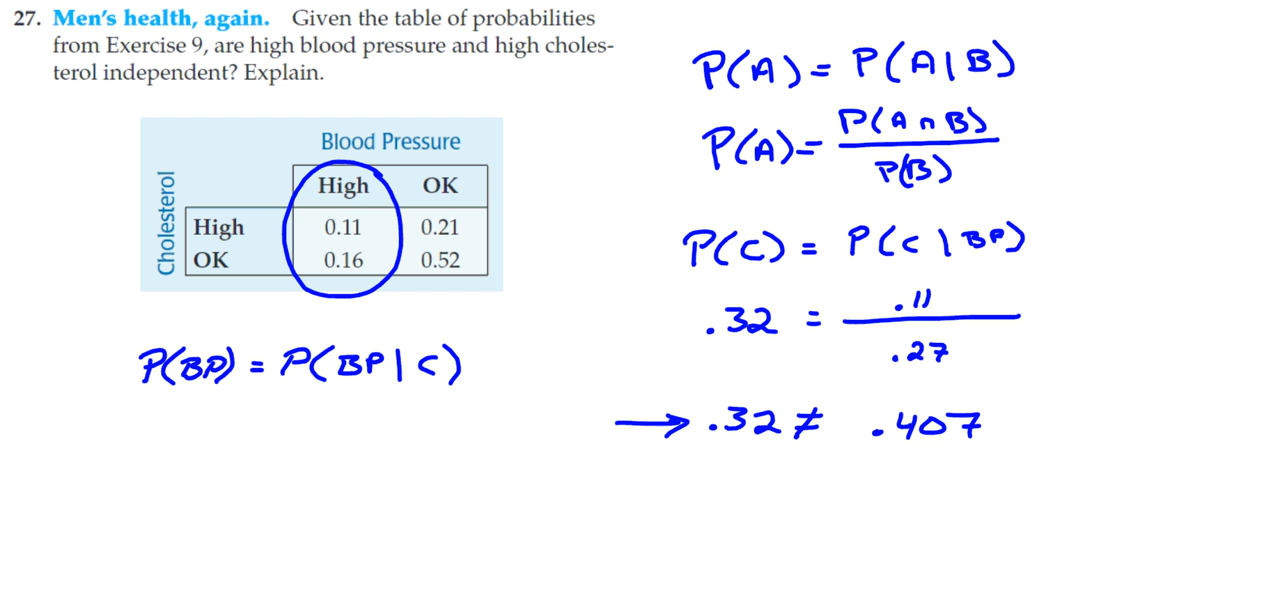 27. Men's health, again. Given the table of probabilities
from Exercise 9, are high blood pressure and high choles-
terol independent? Explain.
Blood Pressure
High OK
Cholesterol
High 0.11 0.21
OK 0.16 0.52
P(BP) = P(BP | C)
P(A) = P(A | B)
P(A) = P(A ∩ B)
P(B)
P(C) = P(C | BP)
.32 = .11
.27
→ .32 ≠ .407